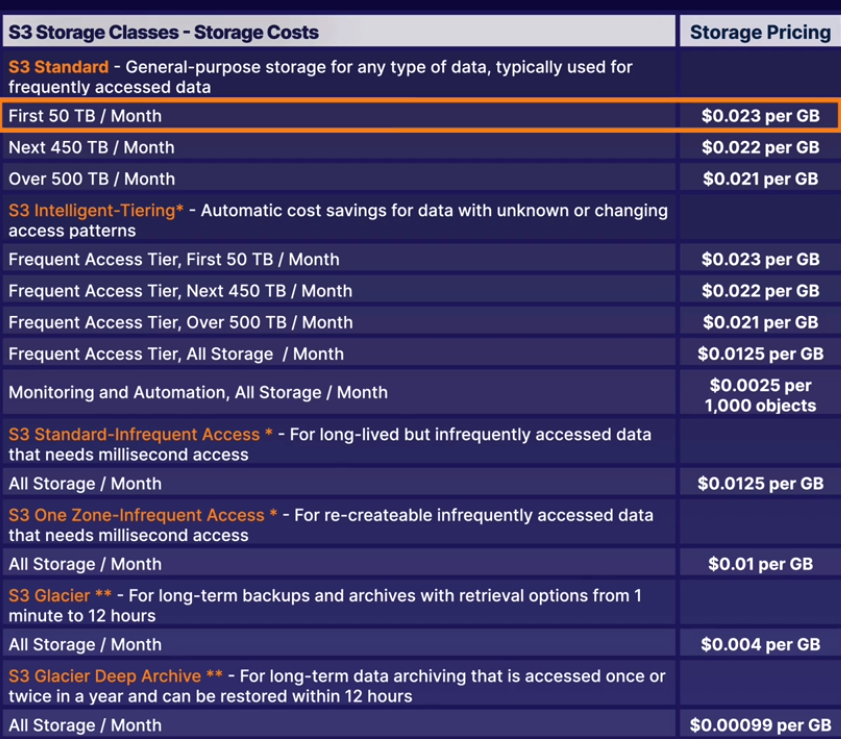 S3 Storage Classes - Storage Costs
Storage Pricing
S3 Standard - General-purpose storage for any type of data, typically used for
frequently accessed data
First 50 TB / Month
$0.023 per GB
Next 450 TB / Month
$0.022 per GB
Over 500 TB / Month
$0.021 per GB
S3 Intelligent-Tiering* - Automatic cost savings for data with unknown or changing
access patterns
Frequent Access Tier, First 50 TB / Month
$0.023 per GB
Frequent Access Tier, Next 450 TB / Month
$0.022 per GB
Frequent Access Tier, Over 500 TB / Month
$0.021 per GB
Frequent Access Tier, All Storage / Month
$0.0125 per GB
Monitoring and Automation, All Storage / Month
$0.0025 per
1,000 objects
S3 Standard-Infrequent Access * - For long-lived but infrequently accessed data
that needs millisecond access
All Storage / Month
$0.0125 per GB
S3 One Zone-Infrequent Access * - For re-createable infrequently accessed data
that needs millisecond access
All Storage / Month
$0.01 per GB
S3 Glacier ** - For long-term backups and archives with retrieval options from 1
minute to 12 hours
All Storage / Month
$0.004 per GB
S3 Glacier Deep Archive ** - For long-term data archiving that is accessed once or
twice in a year and can be restored within 12 hours
All Storage / Month
$0.00099 per GB